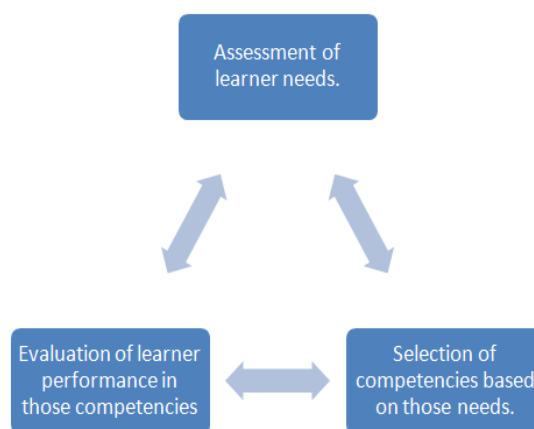 Assessment of
learner needs.
Evaluation of learner
performance in
those competencies
Selection of
competencies based
on those needs.